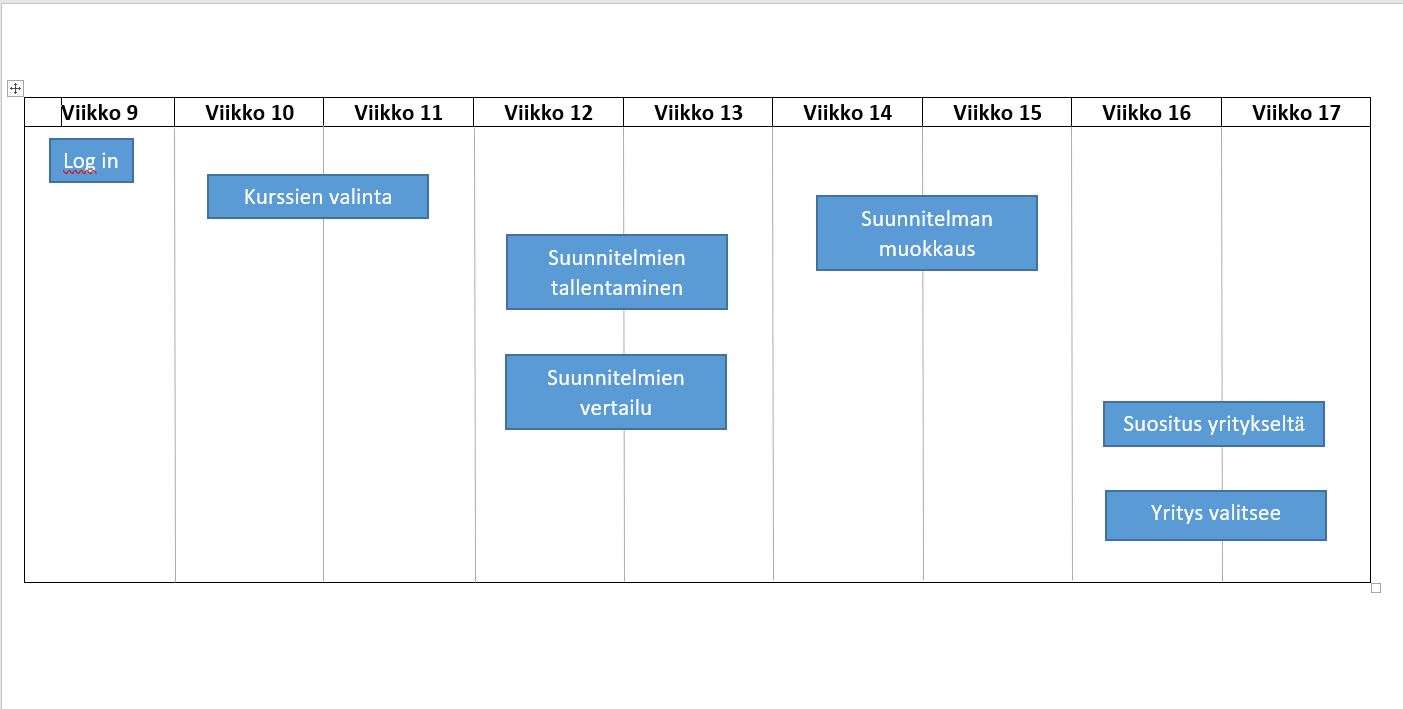 Viikko 9 Viikko 10 Viikko 11 Viikko 12 Viikko 13 Viikko 14 Viikko 15 Viikko 16 Viikko 17
Log in
Kurssien valinta
Suunnitelmien
tallentaminen
Suunnitelmien
vertailu
Suunnitelman
muokkaus
Suositus yritykseltä
Yritys valitsee